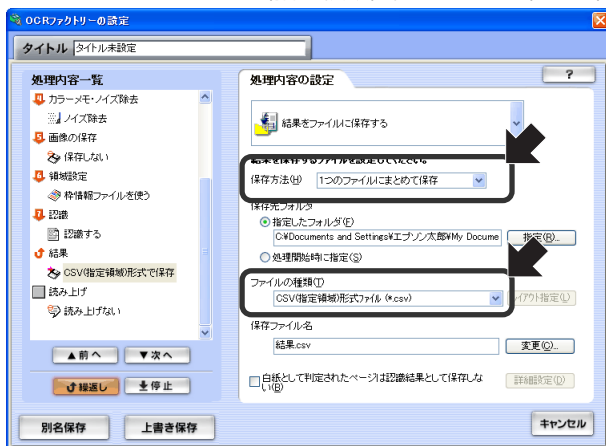 OCRファクトリーの設定
タイトル タイトル未設定
処理内容一覧
カラーメモ・ノイズ除去
ノイズ除去
5 画像の保存
保存しない
6 領域設定
枠情報ファイルを使う
7 認識
認識する
結果
CSV(指定領域)形式で保存
読み上げ
読み上げない
▲前へ ▼次へ
繰返し 停止
処理内容の設定
?
結果をファイルに保存する
結果を保存するファイルを設定してください。
保存方法(H) 1つのファイルにまとめて保存
保存先フォルダ
指定したフォルダ(F)
C:¥Documents and Settings¥エプソン太郎¥My Docume 指定(R)...
処理開始時に指定(S)
ファイルの種類(T)
CSV(指定領域)形式ファイル (*.csv) イアウト指定(L)
保存ファイル名
結果.csv 変更(C)...
白紙として判定されたページは認識結果として保存しな
い(B)
詳細設定(D)
別名保存 上書き保存 キャンセル